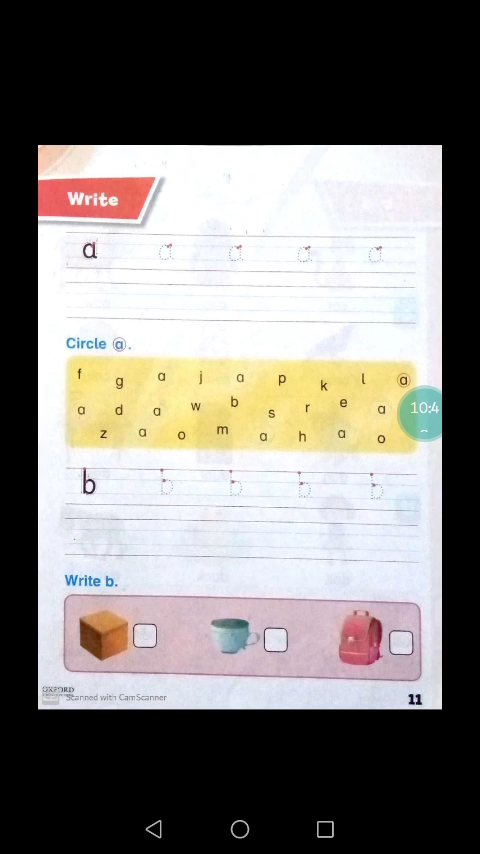 Write
a a a a a
Circle a.
f g a j a p k l a
a d a w b s r e a
z a o m a h a o
b b b b b
Write b.
OXFORD
Scanned with CamScanner
11
10:4